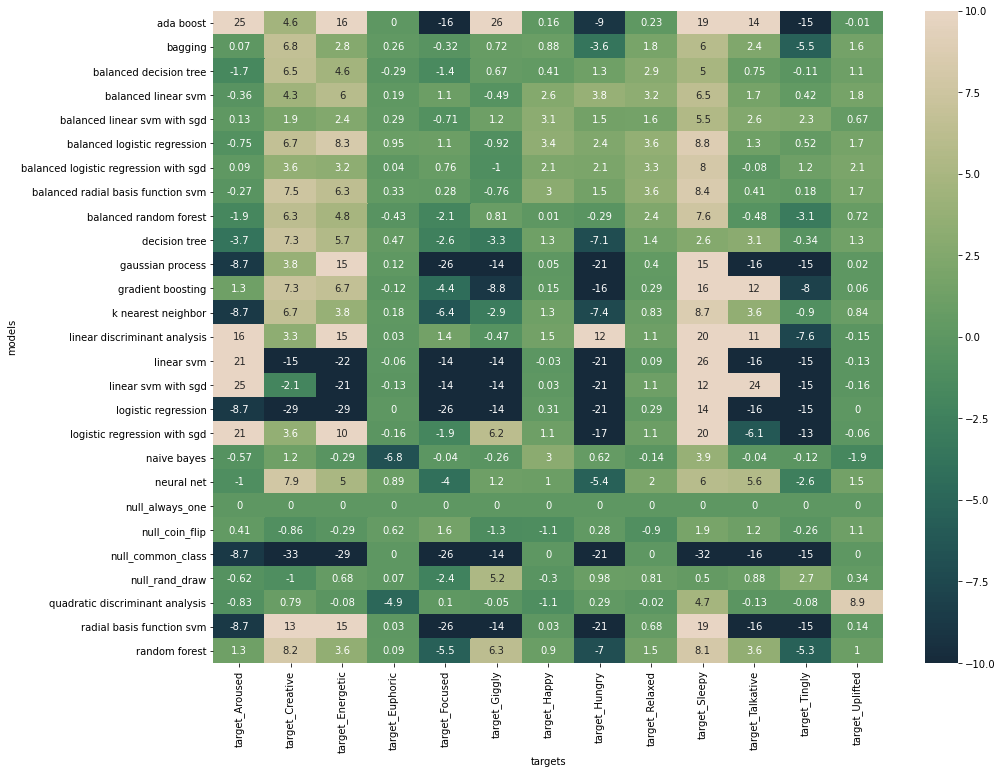 ada boost 25 4.6 16 0 -16 26 0.16 -9 0.23 19 14 -15 -0.01
bagging 0.07 6.8 2.8 0.26 -0.32 0.72 0.88 -3.6 1.8 6 2.4 -5.5 1.6
balanced decision tree -1.7 6.5 4.6 -0.29 -1.4 0.67 0.41 1.3 2.9 5 0.75 -0.11 1.1
balanced linear svm -0.36 4.3 6 0.19 1.1 -0.49 2.6 3.8 3.2 6.5 1.7 0.42 1.8
balanced linear svm with sgd 0.13 1.9 2.4 0.29 -0.71 1.2 3.1 1.5 1.6 5.5 2.6 2.3 0.67
balanced logistic regression -0.75 6.7 8.3 0.95 1.1 -0.92 3.4 2.4 3.6 8.8 1.3 0.52 1.7
balanced logistic regression with sgd 0.09 3.6 3.2 0.04 0.76 -1 2.1 2.1 3.3 8 -0.08 1.2 2.1
balanced radial basis function svm -0.27 7.5 6.3 0.33 0.28 -0.76 3 1.5 3.6 8.4 0.41 0.18 1.7
balanced random forest -1.9 6.3 4.8 -0.43 -2.1 0.81 0.01 -0.29 2.4 7.6 -0.48 -3.1 0.72
decision tree -3.7 7.3 5.7 0.47 -2.6 -3.3 1.3 -7.1 1.4 2.6 3.1 -0.34 1.3
gaussian process -8.7 3.8 15 0.12 -26 -14 0.05 -21 0.4 15 -16 -15 0.02
gradient boosting 1.3 7.3 6.7 -0.12 -4.4 -8.8 0.15 -16 0.29 16 12 -8 0.06
k nearest neighbor -8.7 6.7 3.8 0.18 -6.4 -2.9 1.3 -7.4 0.83 8.7 3.6 -0.9 0.84
linear discriminant analysis 16 3.3 15 0.03 1.4 -0.47 1.5 12 1.1 20 11 -7.6 -0.15
linear svm 21 -15 -22 -0.06 -14 -14 -0.03 -21 0.09 26 -16 -15 -0.13
linear svm with sgd 25 -2.1 -21 -0.13 -14 -14 0.03 -21 1.1 12 24 -15 -0.16
logistic regression -8.7 -29 -29 0 -26 -14 0.31 -21 0.29 14 -16 -15 0
logistic regression with sgd 21 3.6 10 -0.16 -1.9 6.2 1.1 -17 1.1 20 -6.1 -13 -0.06
naive bayes -0.57 1.2 -0.29 -6.8 -0.04 -0.26 3 0.62 -0.14 3.9 -0.04 -0.12 -1.9
neural net -1 7.9 5 0.89 -4 1.2 1 -5.4 2 6 5.6 -2.6 1.5
null_always_one 0 0 0 0 0 0 0 0 0 0 0 0 0
null_coin_flip 0.41 -0.86 -0.29 0.62 1.6 -1.3 -1.1 0.28 -0.9 1.9 1.2 -0.26 1.1
null_common_class -8.7 -33 -29 0 -26 -14 0 -21 0 -32 -16 -15 0
null_rand_draw -0.62 -1 0.68 0.07 -2.4 5.2 -0.3 0.98 0.81 0.5 0.88 2.7 0.34
quadratic discriminant analysis -0.83 0.79 -0.08 -4.9 0.1 -0.05 -1.1 0.29 -0.02 4.7 -0.13 -0.08 8.9
radial basis function svm -8.7 13 15 0.03 -26 -14 0.03 -21 0.68 19 -16 -15 0.14
random forest 1.3 8.2 3.6 0.09 -5.5 6.3 0.9 -7 1.5 8.1 3.6 -5.3 1
models
target_Aroused
target_Creative
target_Energetic
target_Euphoric
target_Focused
target_Giggly
target_Happy
target_Hungry
target_Relaxed
target_Sleepy
target_Talkative
target_Tingly
target_Uplifted
targets
10.0
7.5
5.0
2.5
0.0
-2.5
-5.0
-7.5
-10.0